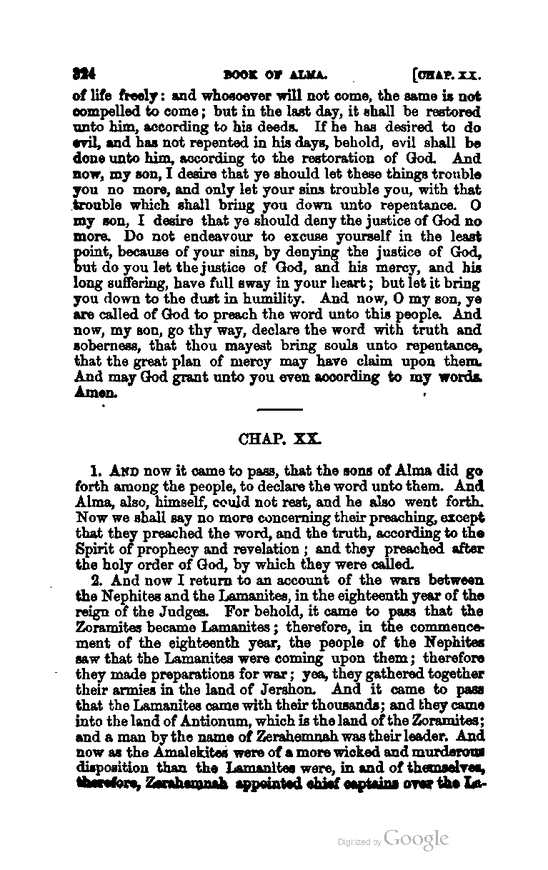 324 BOOK OF ALMA. [CHAP. XX.
of life freely: and whosoever will not come, the same is not
compelled to come; but in the last day, it shall be restored
unto him, according to his deeds. If he has desired to do
evil, and has not repented in his days, behold, evil shall be
done unto him, according to the restoration of God. And
now, my son, I desire that ye should let these things trouble
you no more, and only let your sins trouble you, with that
trouble which shall bring you down unto repentance. O
my son, I desire that ye should deny the justice of God no
more. Do not endeavour to excuse yourself in the least
point, because of your sins, by denying the justice of God,
but do you let the justice of God, and his mercy, and his
long suffering, have full sway in your heart; but let it bring
you down to the dust in humility. And now, O my son, ye
are called of God to preach the word unto this people. And
now, my son, go thy way, declare the word with truth and
soberness, that thou mayest bring souls unto repentance,
that the great plan of mercy may have claim upon them.
And may God grant unto you even according to my words.
Amen.
CHAP. XX.
1. AND now it came to pass, that the sons of Alma did go
forth among the people, to declare the word unto them. And
Alma, also, himself, could not rest, and he also went forth.
Now we shall say no more concerning their preaching, except
that they preached the word, and the truth, according to the
Spirit of prophecy and revelation; and they preached after
the holy order of God, by which they were called.
2. And now I return to an account of the wars between
the Nephites and the Lamanites, in the eighteenth year of the
reign of the Judges. For behold, it came to pass that the
Zoramites became Lamanites; therefore, in the commence-
ment of the eighteenth year, the people of the Nephites
saw that the Lamanites were coming upon them; therefore
they made preparations for war; yea, they gathered together
their armies in the land of Jershon. And it came to pass
that the Lamanites came with their thousands; and they came
into the land of Antionum, which is the land of the Zoramites;
and a man by the name of Zerahemnah was their leader. And
now as the Amalekites were of a more wicked and murderous
disposition than the Lamanites were, in and of themselves,
therefore, Zerahemnah appointed chief captains over the La-
Digitized by Google